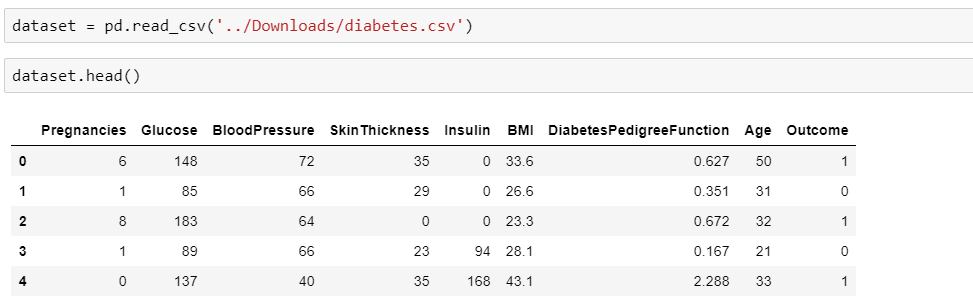 dataset = pd.read_csv('../Downloads/diabetes.csv')
dataset.head()
Pregnancies Glucose BloodPressure SkinThickness Insulin BMI DiabetesPedigreeFunction Age Outcome
0 6 148 72 35 0 33.6 0.627 50 1
1 1 85 66 29 0 26.6 0.351 31 0
2 8 183 64 0 0 23.3 0.672 32 1
3 1 89 66 23 94 28.1 0.167 21 0
4 0 137 40 35 168 43.1 2.288 33 1